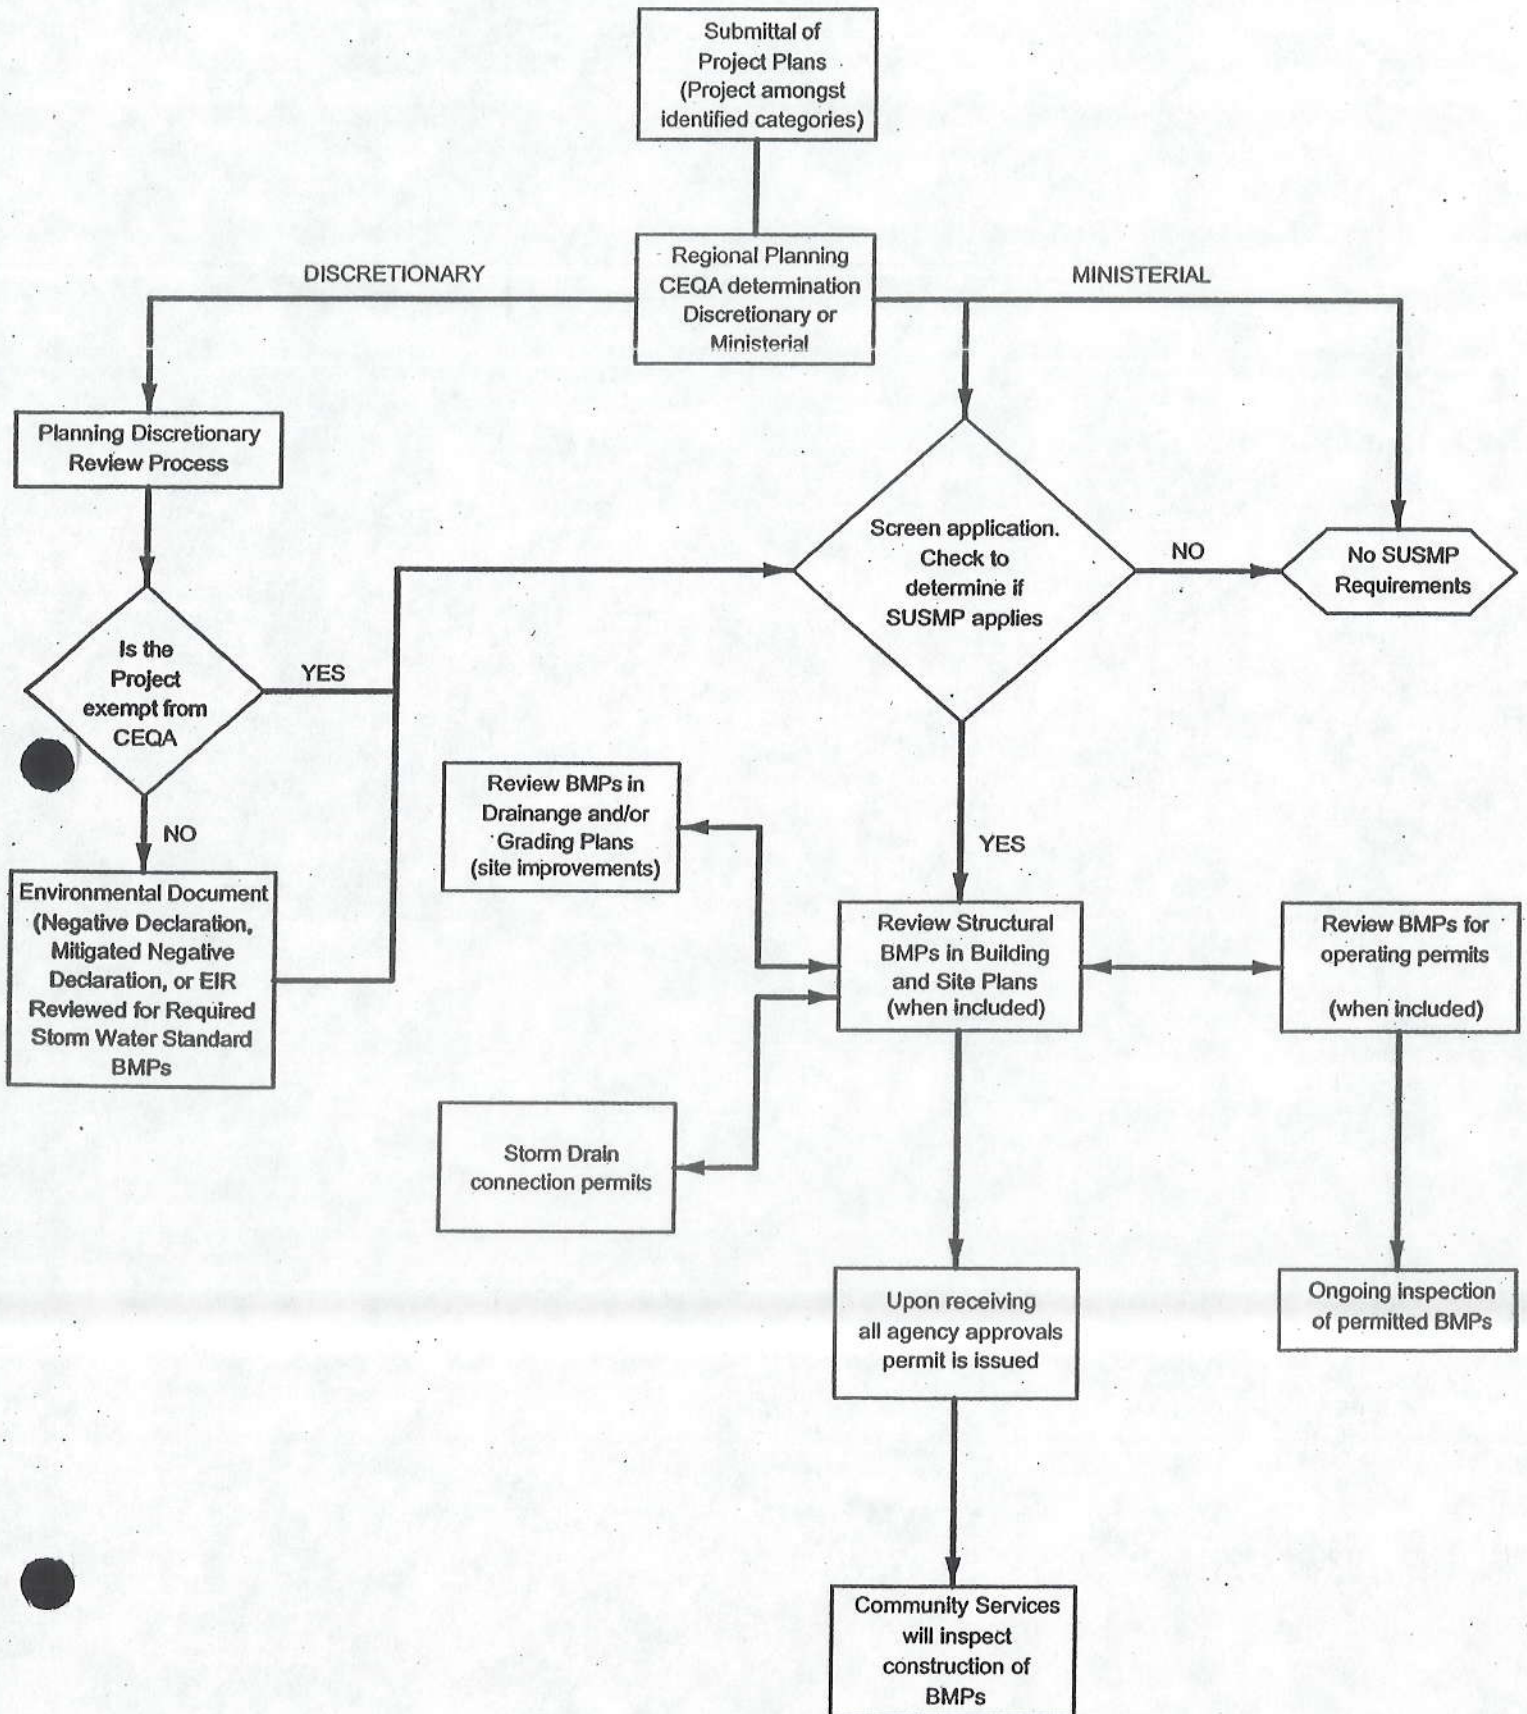 Submittal of
Project Plans
(Project amongst
identified categories)
Regional Planning
CEQA determination
Discretionary or
Ministerial
DISCRETIONARY
MINISTERIAL
Planning Discretionary
Review Process
Is the
Project
exempt from
CEQA
YES
NO
Environmental Document
(Negative Declaration,
Mitigated Negative
Declaration, or EIR
Reviewed for Required
Storm Water Standard
BMPs
Screen application.
Check to
determine if
SUSMP applies
NO
No SUSMP
Requirements
YES
Review BMPs in
Drainange and/or
Grading Plans
(site improvements)
Review Structural
BMPs in Building
and Site Plans
(when included)
Review BMPs for
operating permits
(when included)
Storm Drain
connection permits
Upon receiving
all agency approvals
permit is issued
Ongoing inspection
of permitted BMPs
Community Services
will inspect
construction of
BMPs